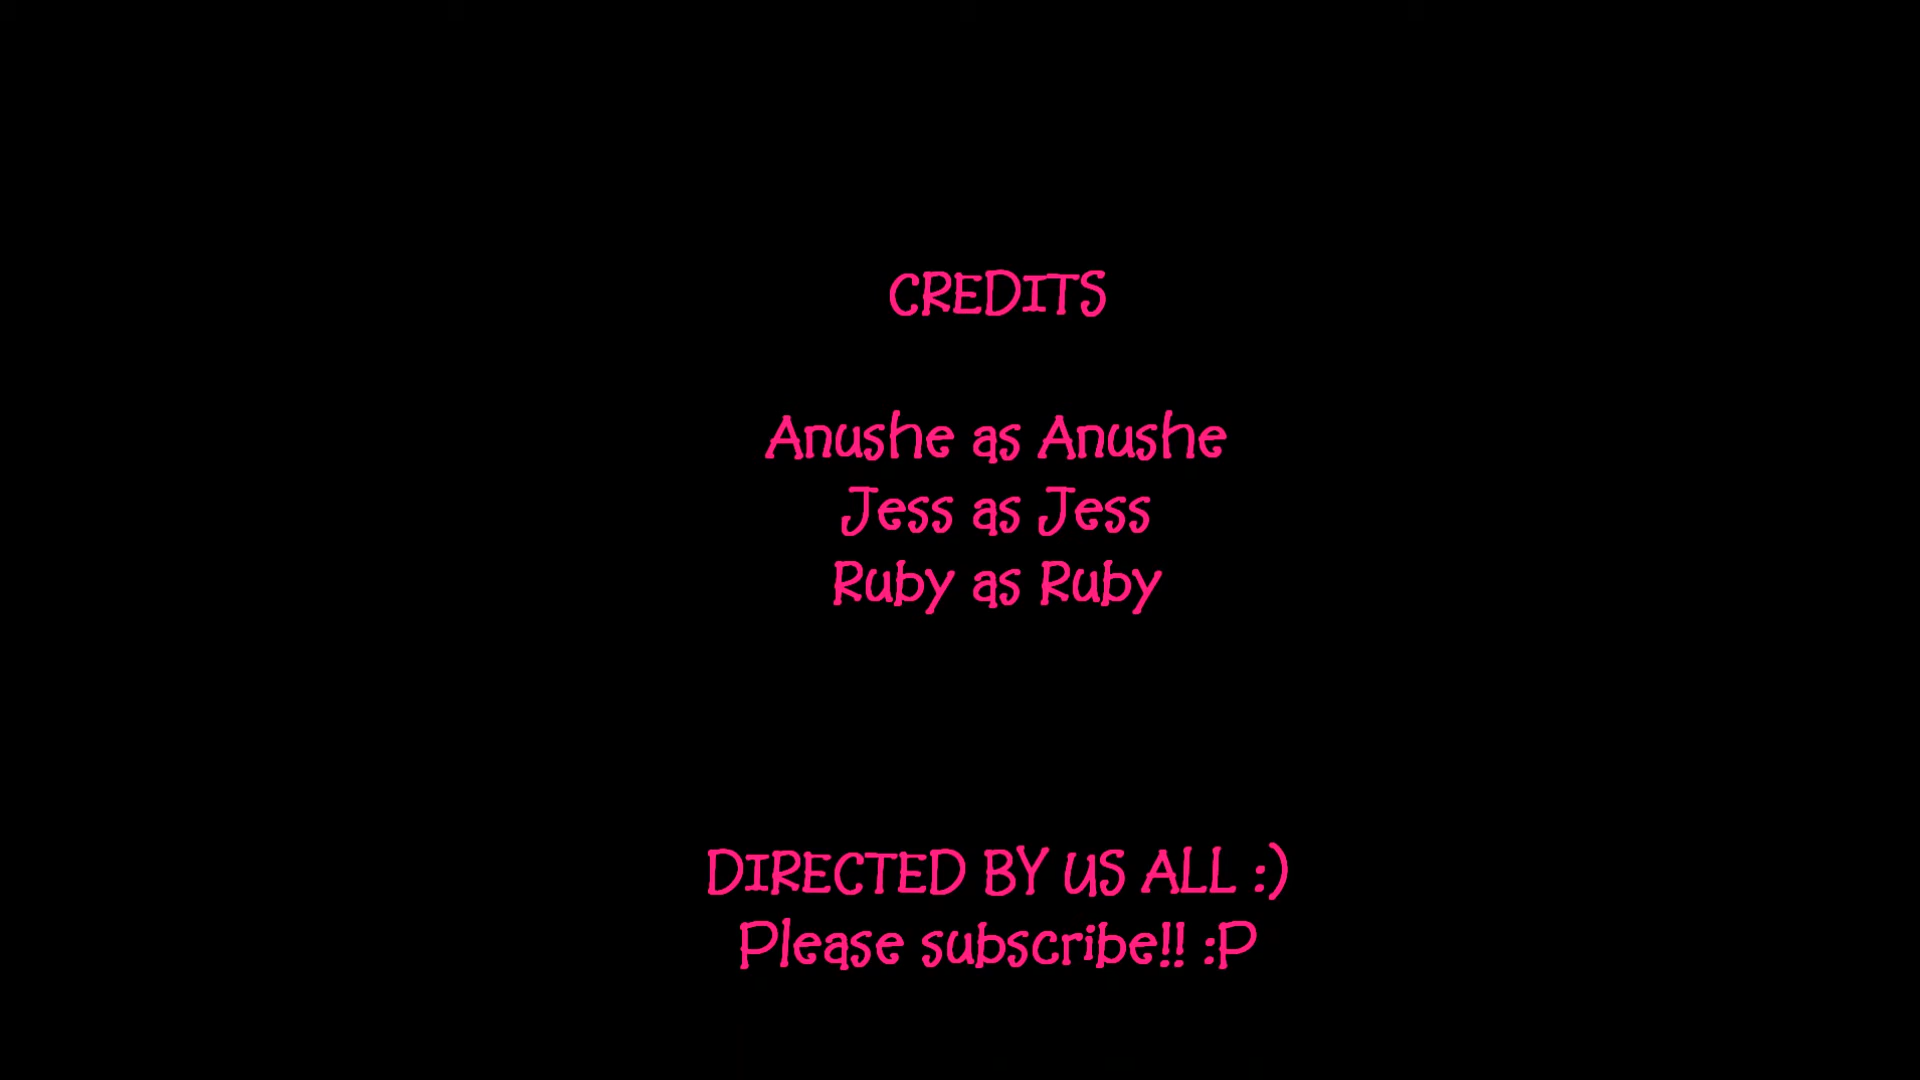 CREDITS
Anushe as Anushe
Jess as Jess
Ruby as Ruby
DIRECTED BY US ALL :)
Please subscribe!! :P